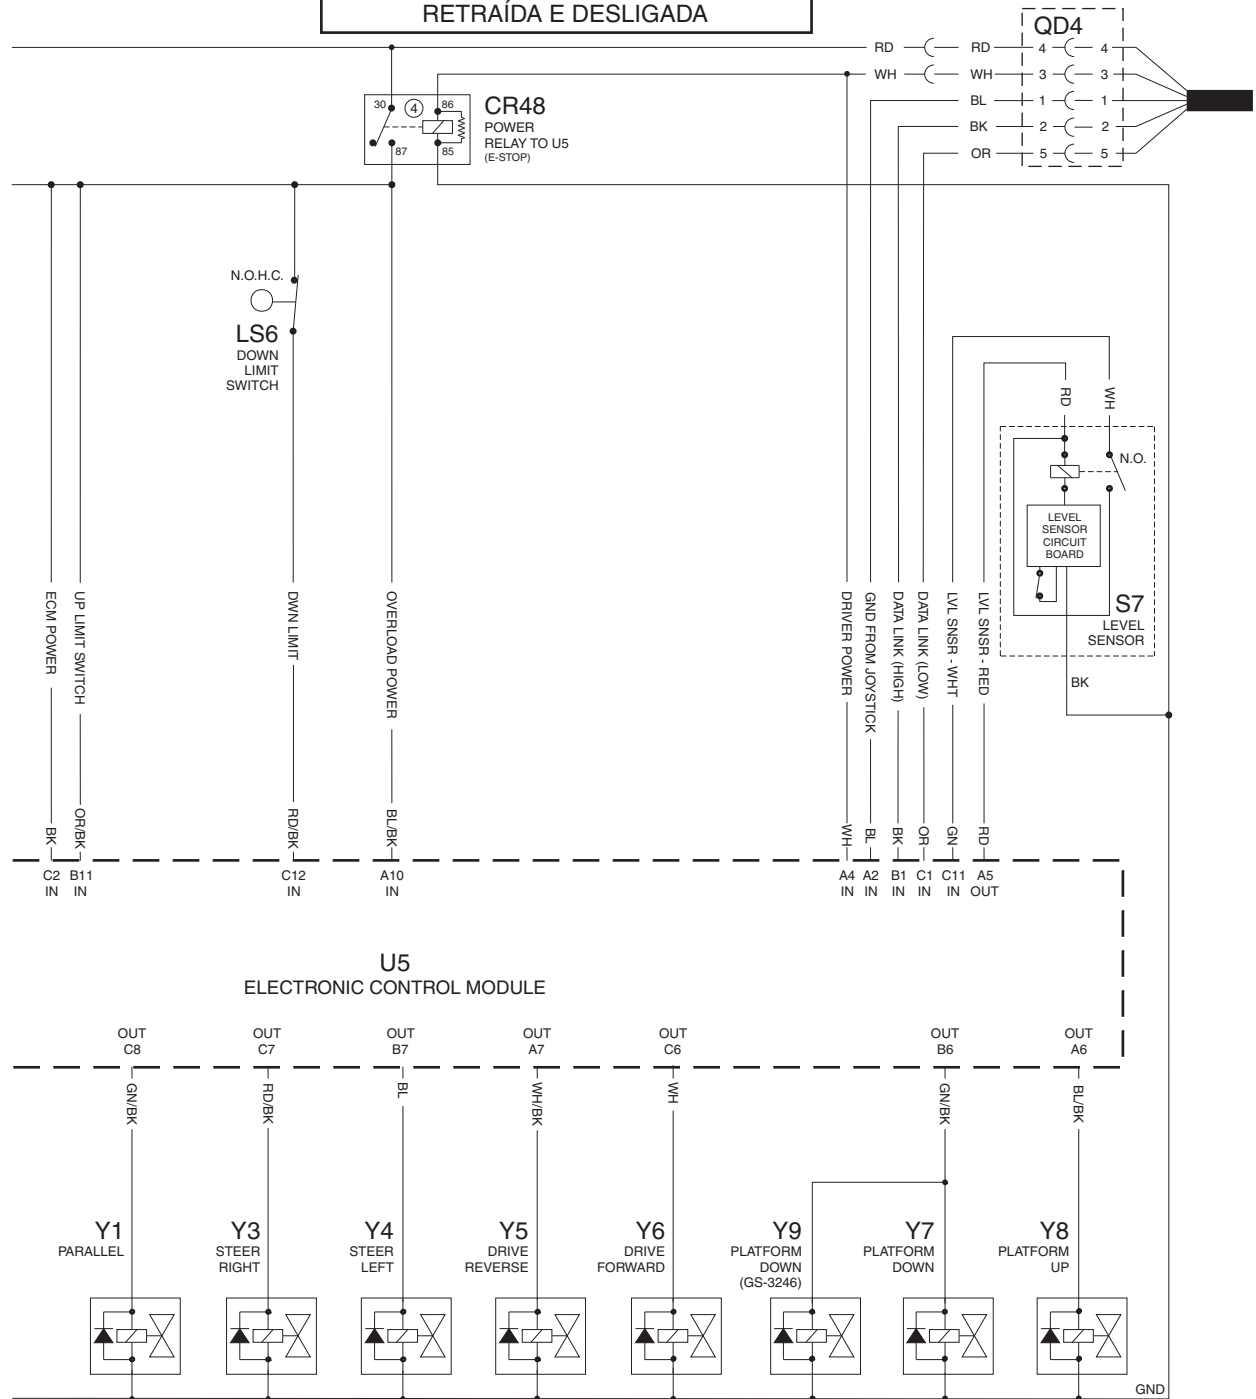 RETRAÍDA E DESLIGADA
QD4
RD RD 4 4
WH WH 3 3
BL 1 1
BK 2 2
OR 5 5
30 4 86
87 85
CR48
POWER
RELAY TO U5
(E-STOP)
N.O.H.C.
LS6
DOWN
LIMIT
SWITCH
RD
WH
N.O.
LEVEL
SENSOR
CIRCUIT
BOARD
S7
LEVEL
SENSOR
BK
ECM POWER
UP LIMIT SWITCH
DWN LIMIT
OVERLOAD POWER
DRIVER POWER
GND FROM JOYSTICK
DATA LINK (HIGH)
DATA LINK (LOW)
LVL SNSR - WHT
LVL SNSR - RED
BK
OR/BK
RD/BK
BL/BK
WH
BL
BK
OR
GN
RD
C2 B11 C12 A10 A4 A2 B1 C1 C11 A5
IN IN IN IN IN IN IN IN IN OUT
U5
ELECTRONIC CONTROL MODULE
OUT OUT OUT OUT OUT OUT OUT
C8 C7 B7 A7 C6 B6 A6
GN/BK
RD/BK
BL
WH/BK
WH
GN/BK
BL/BK
Y1
PARALLEL
Y3
STEER
RIGHT
Y4
STEER
LEFT
Y5
DRIVE
REVERSE
Y6
DRIVE
FORWARD
Y9
PLATFORM
DOWN
(GS-3246)
Y7
PLATFORM
DOWN
Y8
PLATFORM
UP
GND